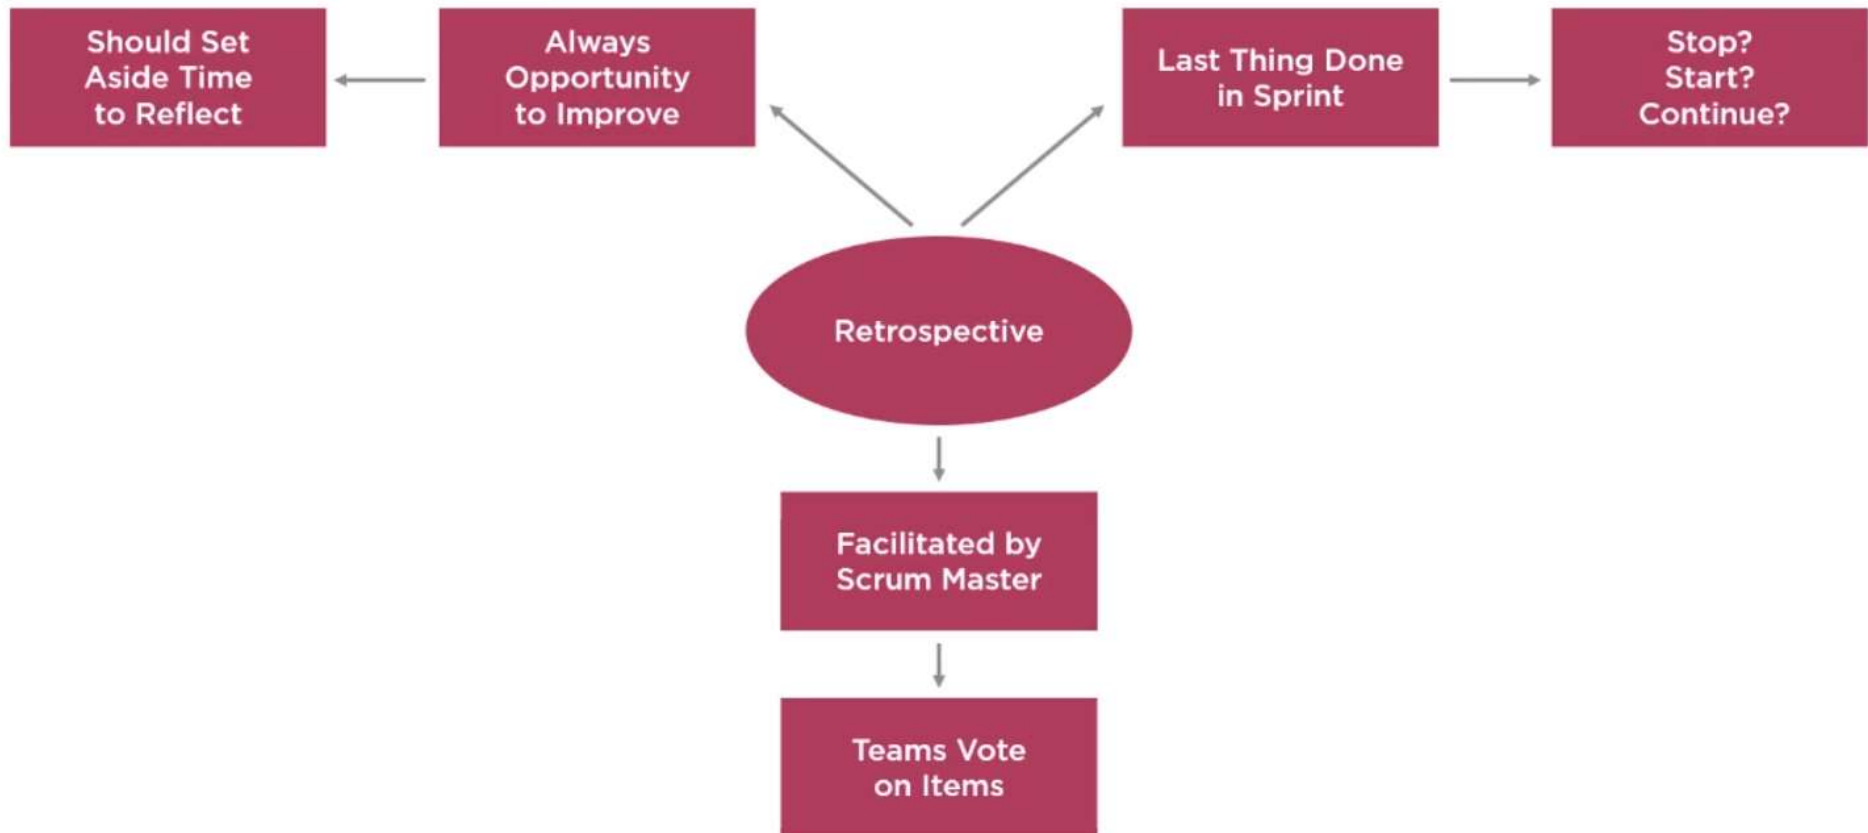 Should Set
Aside Time
to Reflect
Always
Opportunity
to Improve
Last Thing Done
in Sprint
Stop?
Start?
Continue?
Retrospective
Facilitated by
Scrum Master
Teams Vote
on Items